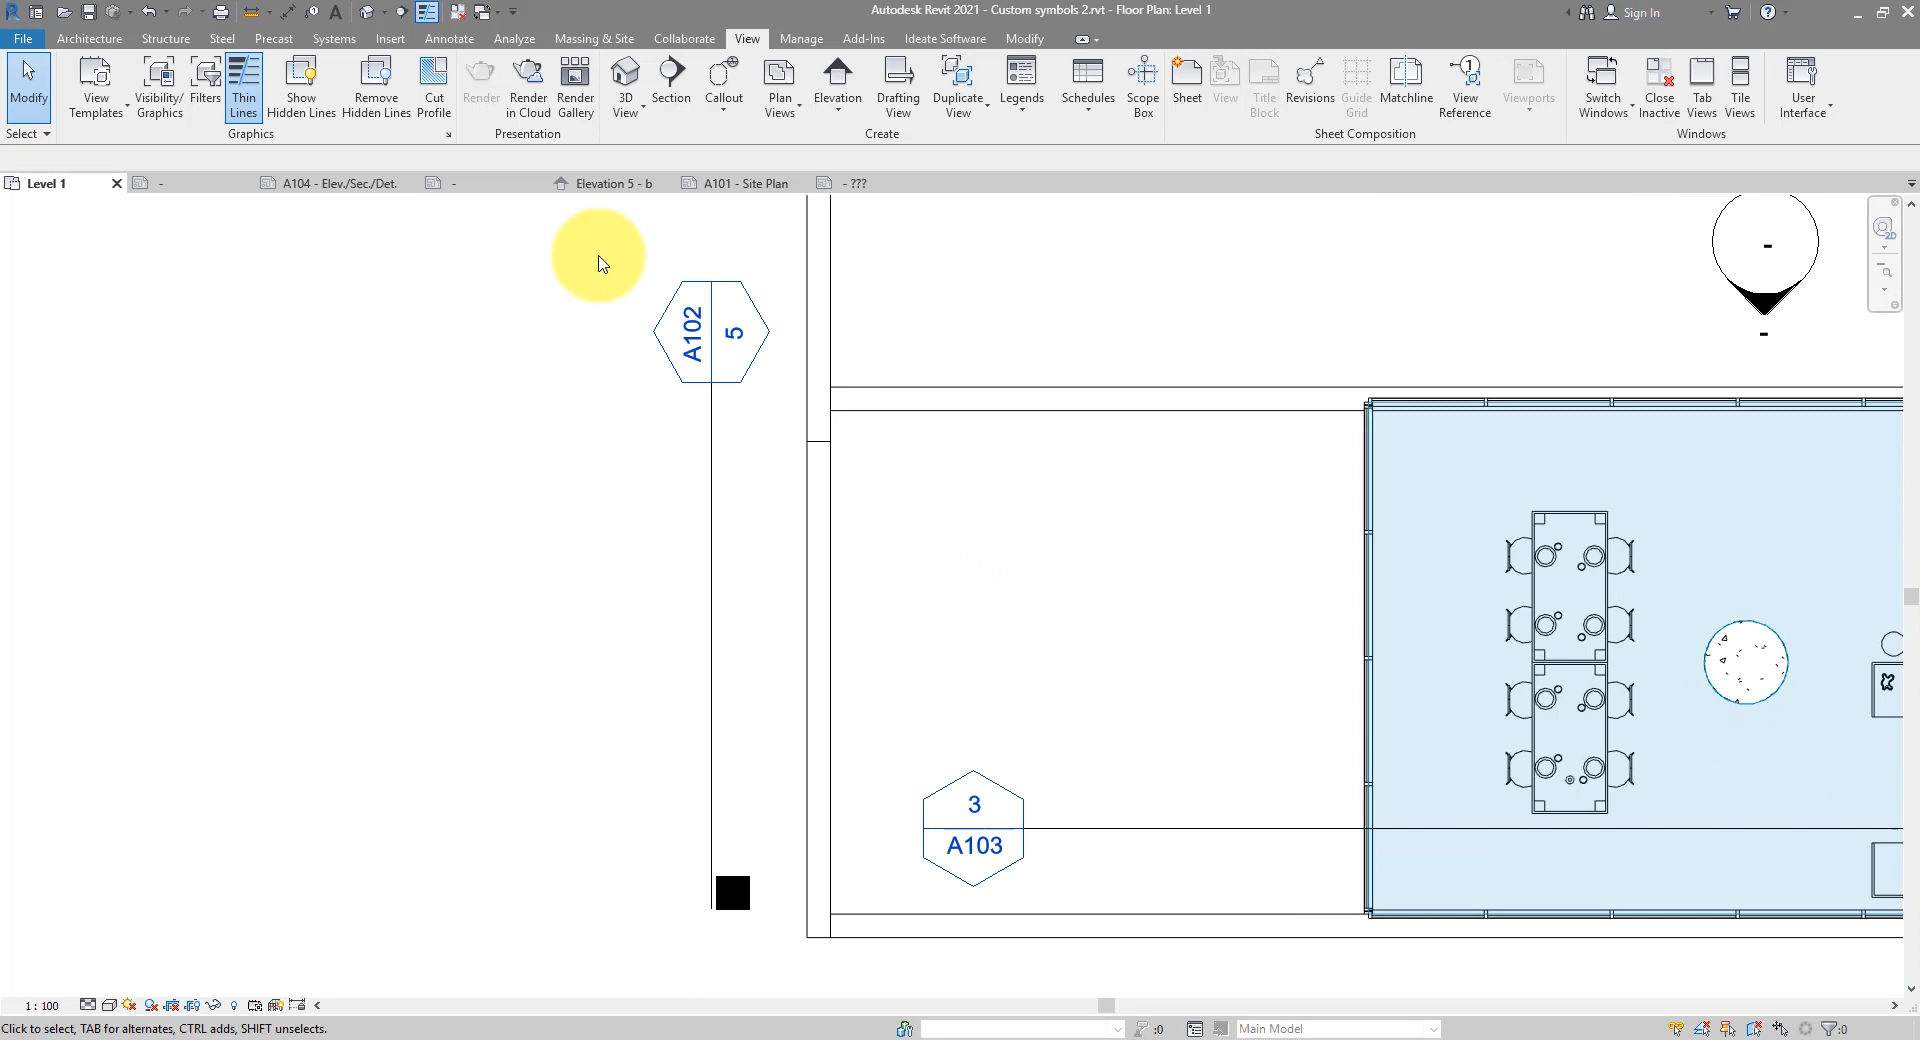 Autodesk Revit 2021 - Custom symbols 2.rvt - Floor Plan: Level 1
Sign In
File Architecture Structure Steel Precast Systems Insert Annotate Analyze Massing & Site Collaborate View Manage Add-Ins Ideate Software Modify
Modify
View Templates
Visibility/ Graphics
Filters
Thin Lines
Show Hidden Lines
Remove Hidden Lines
Cut Profile
Render
Render in Cloud
Render Gallery
3D View
Section
Callout
Plan Views
Elevation
Drafting View
Duplicate View
Legends
Schedules
Scope Box
Sheet
View
Title Block
Revisions
Guide Grid
Matchline
View Reference
Viewports
Switch Windows
Close Inactive
Tab Views
Tile Views
User Interface
Select Graphics Presentation Create Sheet Composition Windows
Level 1 - A104 - Elev./Sec./Det. - Elevation 5 - b A101 - Site Plan - ???
2D
-
-
A102
5
3
A103
1 : 100
Click to select, TAB for alternates, CTRL adds, SHIFT unselects.
:0
Main Model
:0